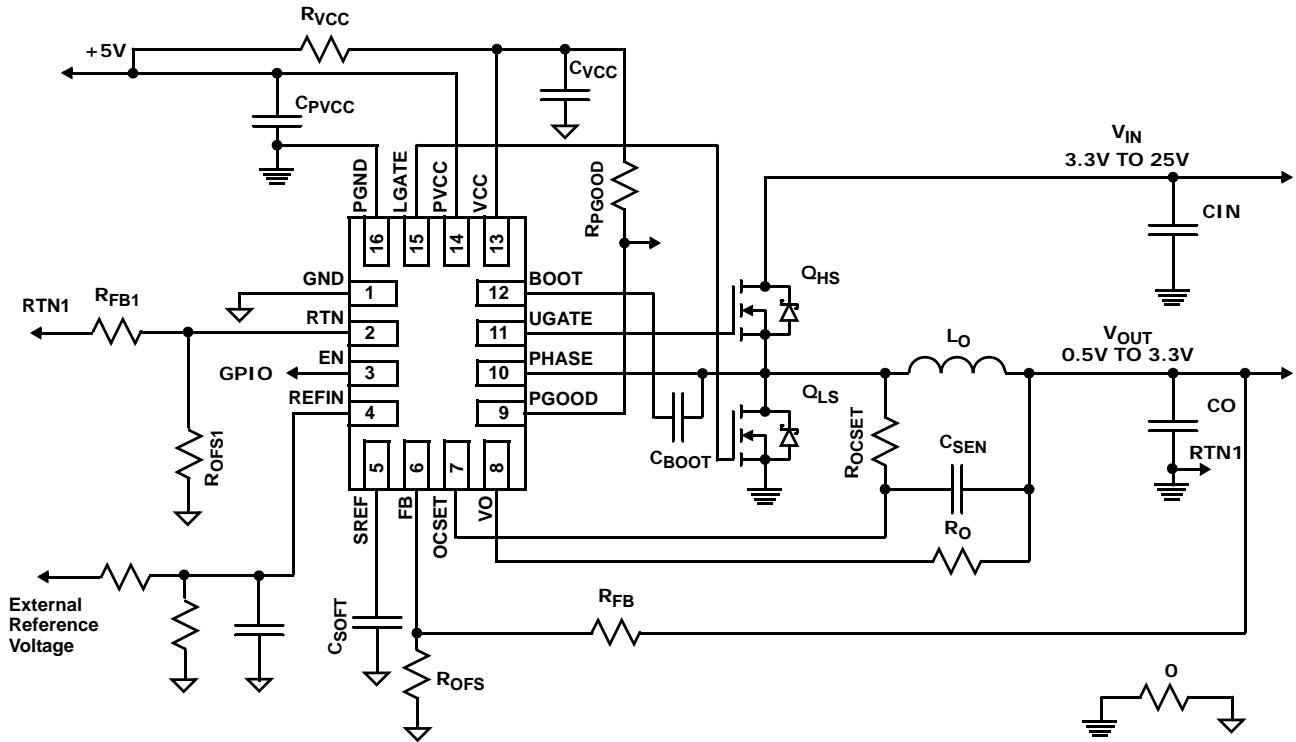 RVCC
+5V
CVCC
CPVCC
VIN
3.3V TO 25V
PGND
LGATE
PVCC
VCC
RPGOOD
CIN
16
15
14
13
GND
1
12
BOOT
QHS
RTN1
RFB1
RTN
2
11
UGATE
LO
VOUT
0.5V TO 3.3V
EN
GPIO
3
10
PHASE
REFIN
4
9
PGOOD
QLS
CO
ROFS1
CBOOT
ROCSET
CSEN
RTN1
5
6
7
8
SREF
FB
OCSET
VO
RO
External
Reference
Voltage
CSOFT
RFB
ROFS
0